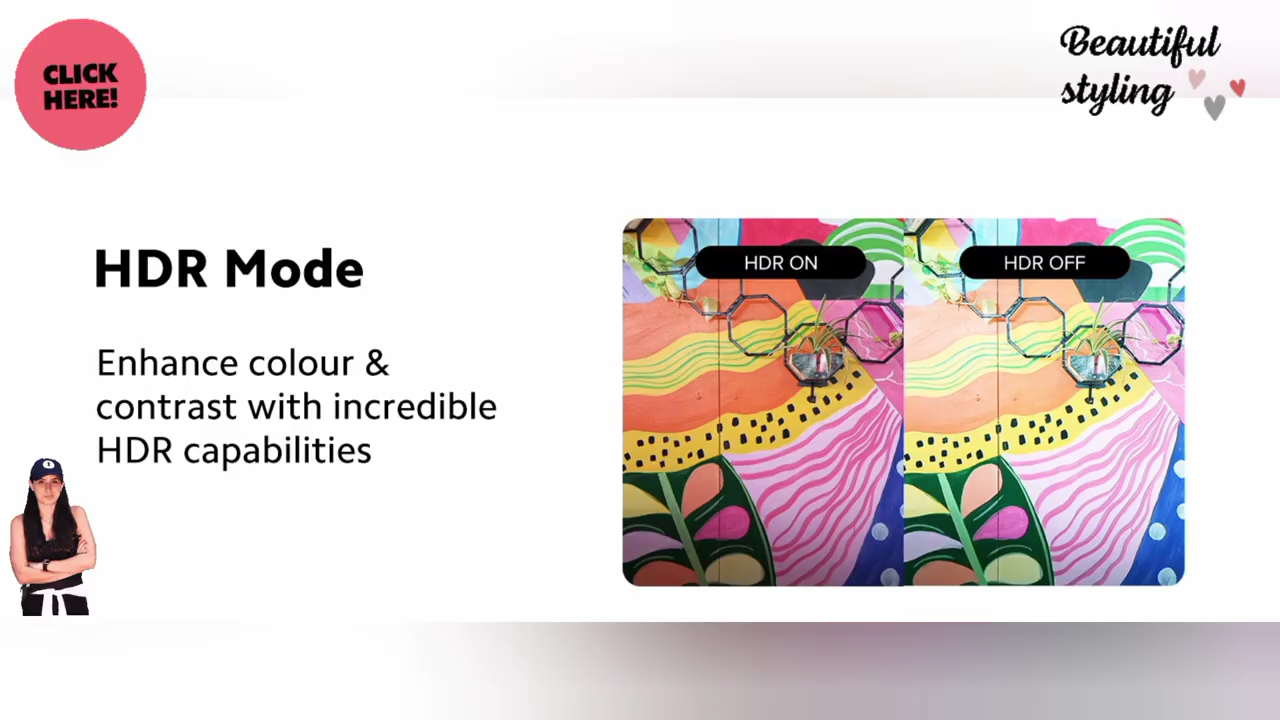 CLICK
HERE!
Beautiful
styling
HDR Mode
HDR ON
HDR OFF
Enhance colour &
contrast with incredible
HDR capabilities